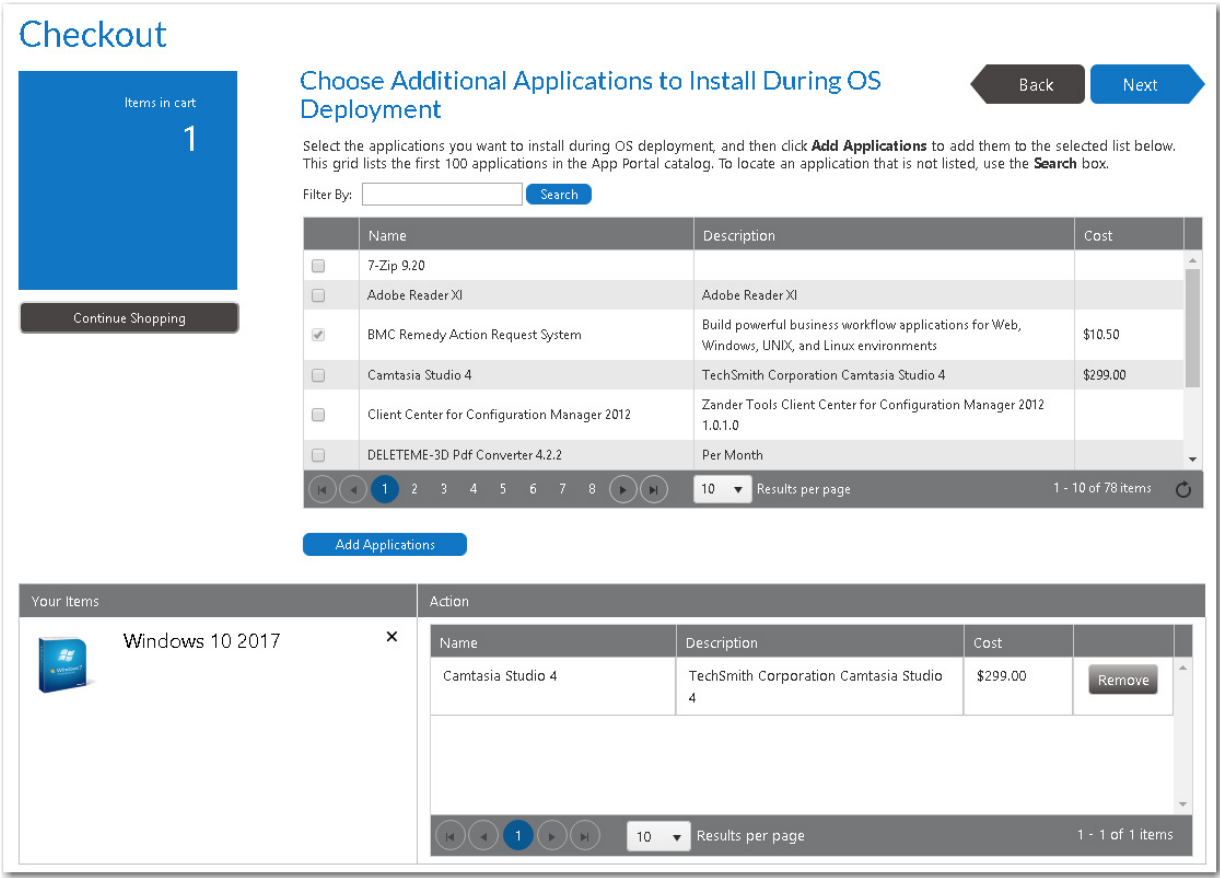 Checkout
Items in cart
1
Continue Shopping
Choose Additional Applications to Install During OS
Deployment
Back
Next
Select the applications you want to install during OS deployment, and then click Add Applications to add them to the selected list below.
This grid lists the first 100 applications in the App Portal catalog. To locate an application that is not listed, use the Search box.
Filter By:
Search
Name Description Cost
7-Zip 9.20
Adobe Reader XI Adobe Reader XI
BMC Remedy Action Request System Build powerful business workflow applications for Web, $10.50
Windows, UNIX, and Linux environments
Camtasia Studio 4 TechSmith Corporation Camtasia Studio 4 $299.00
Client Center for Configuration Manager 2012 Zander Tools Client Center for Configuration Manager 2012
1.0.1.0
DELETEME-3D Pdf Converter 4.2.2 Per Month
1 2 3 4 5 6 7 8 10 Results per page 1 - 10 of 78 items
Add Applications
Your Items Action
Windows 10 2017
Name Description Cost
Camtasia Studio 4 TechSmith Corporation Camtasia Studio $299.00 Remove
4
1 10 Results per page 1 - 1 of 1 items